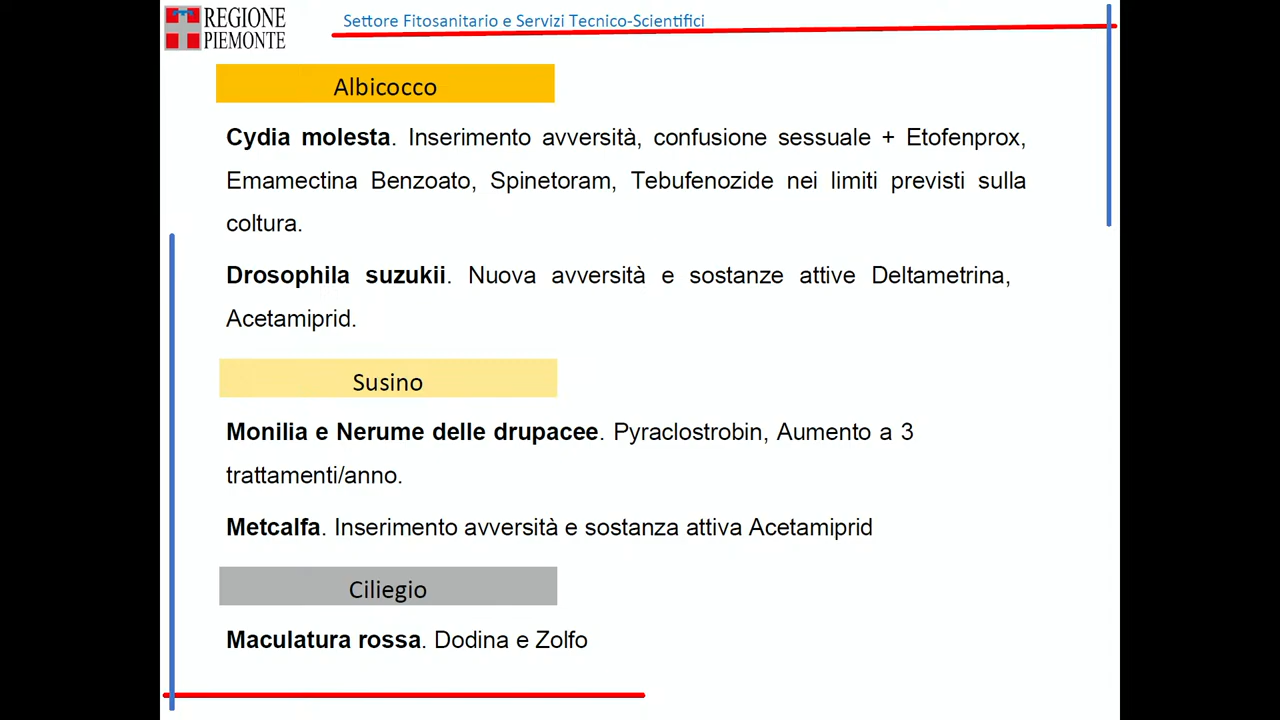 REGIONE
PIEMONTE
Settore Fitosanitario e Servizi Tecnico-Scientifici
Albicocco
Cydia molesta. Inserimento avversità, confusione sessuale + Etofenprox,
Emamectina Benzoato, Spinetoram, Tebufenozide nei limiti previsti sulla
coltura.
Drosophila suzukii. Nuova avversità e sostanze attive Deltametrina,
Acetamiprid.
Susino
Monilia e Nerume delle drupacee. Pyraclostrobin, Aumento a 3
trattamenti/anno.
Metcalfa. Inserimento avversità e sostanza attiva Acetamiprid
Ciliegio
Maculatura rossa. Dodina e Zolfo